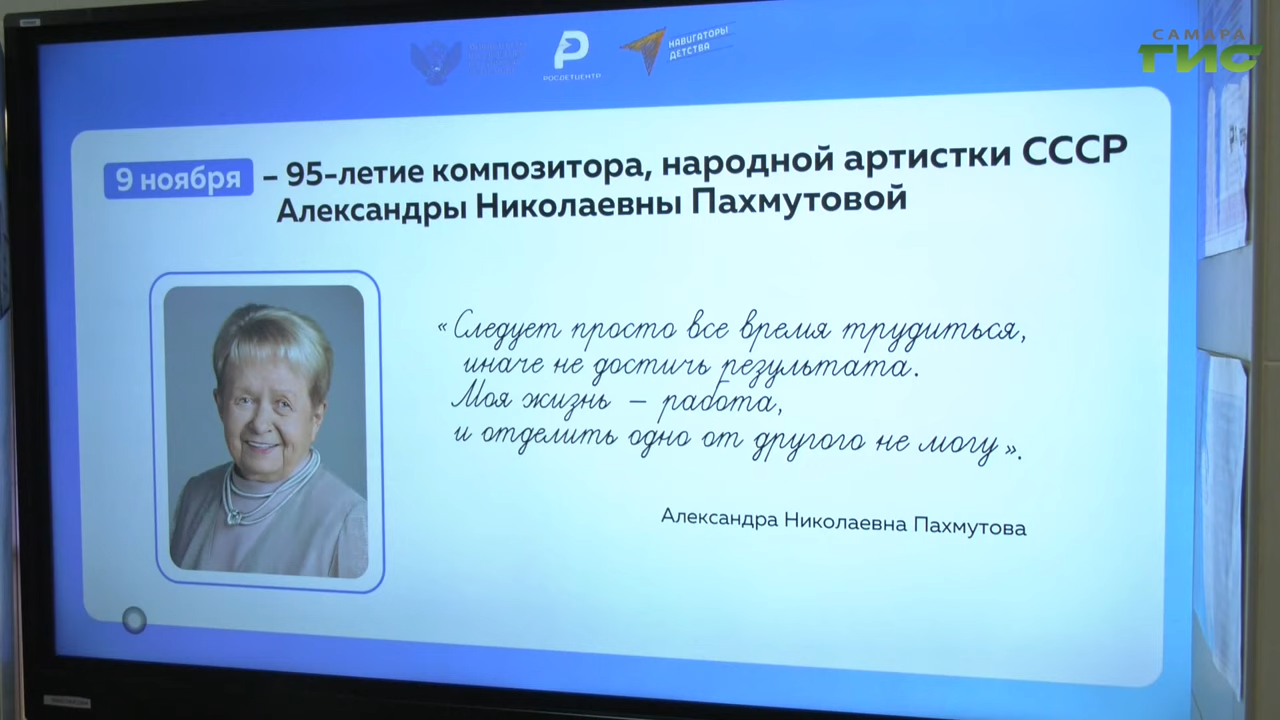 РОСДЕТЦЕНТР
НАВИГАТОРЫ
ДЕТСТВА
САМАРА
ГИС
9 ноября – 95-летие композитора, народной артистки СССР
Александры Николаевны Пахмутовой
«Следует просто все время трудиться,
иначе не достичь результата.
Моя жизнь – работа,
и отделить одно от другого не могу».
Александра Николаевна Пахмутова